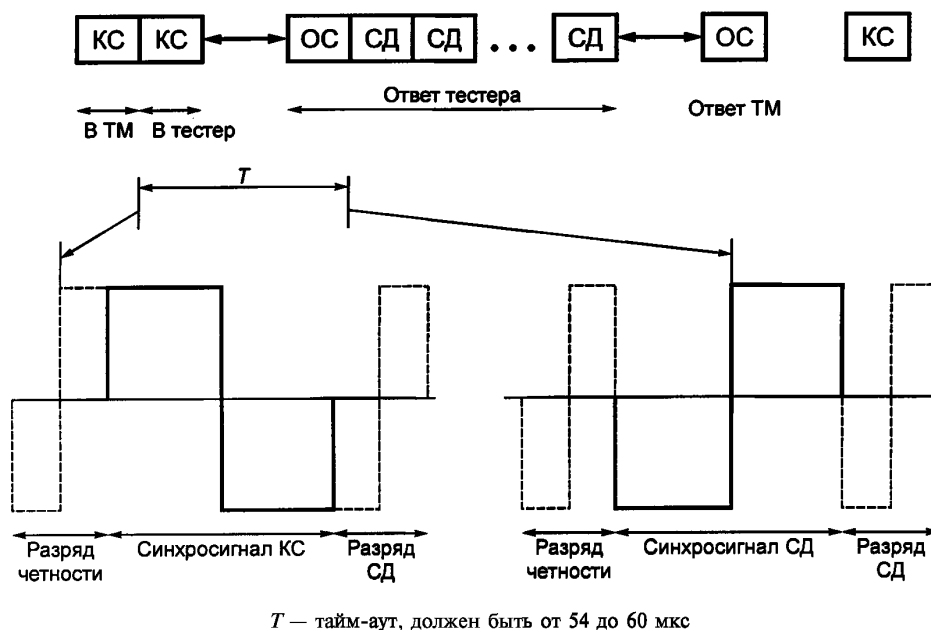 КС КС ОС СД СД ... СД ОС КС
В ТМ В тестер Ответ тестера Ответ ТМ
T
Разряд четности Синхросигнал КС Разряд СД Разряд четности Синхросигнал СД Разряд СД
T — тайм-аут, должен быть от 54 до 60 мкс